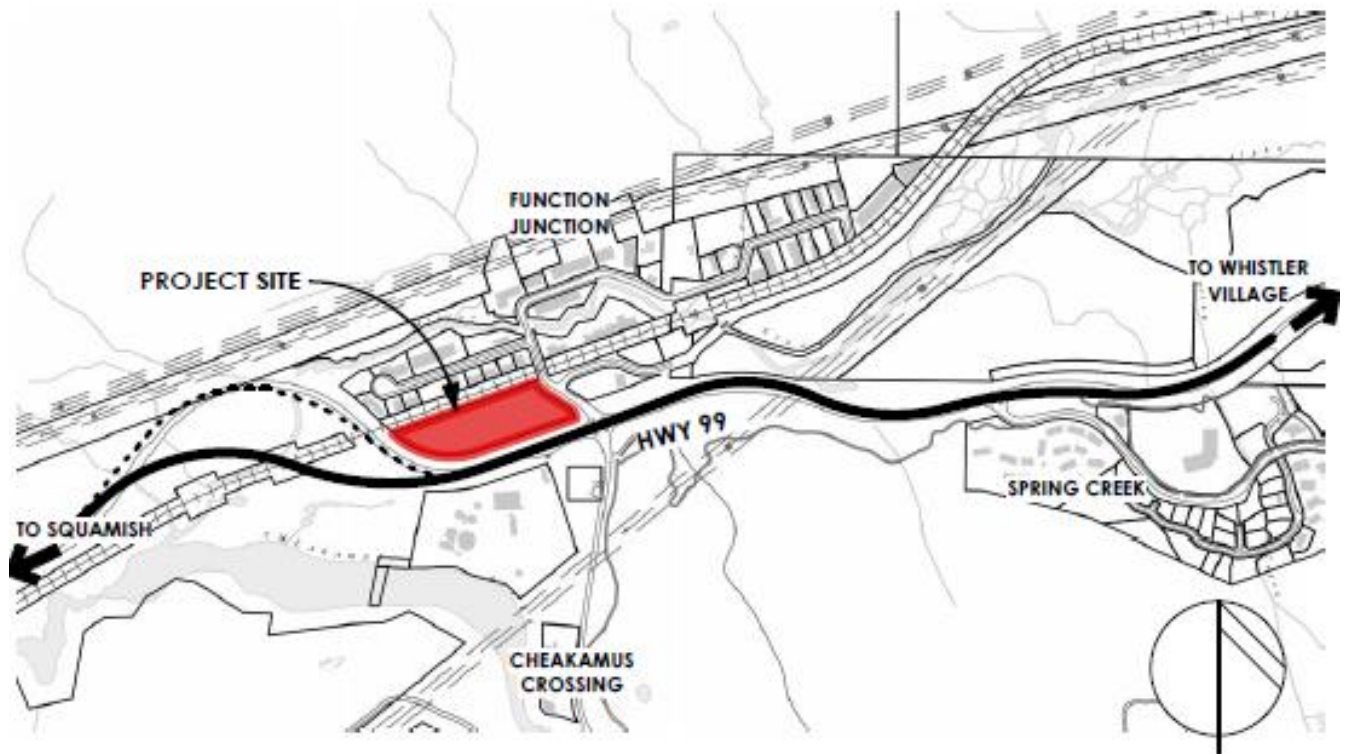 FUNCTION
JUNCTION
PROJECT SITE
TO WHISTLER
VILLAGE
HWY 99
SPRING CREEK
TO SQUAMISH
CHEAKAMUS
CROSSING